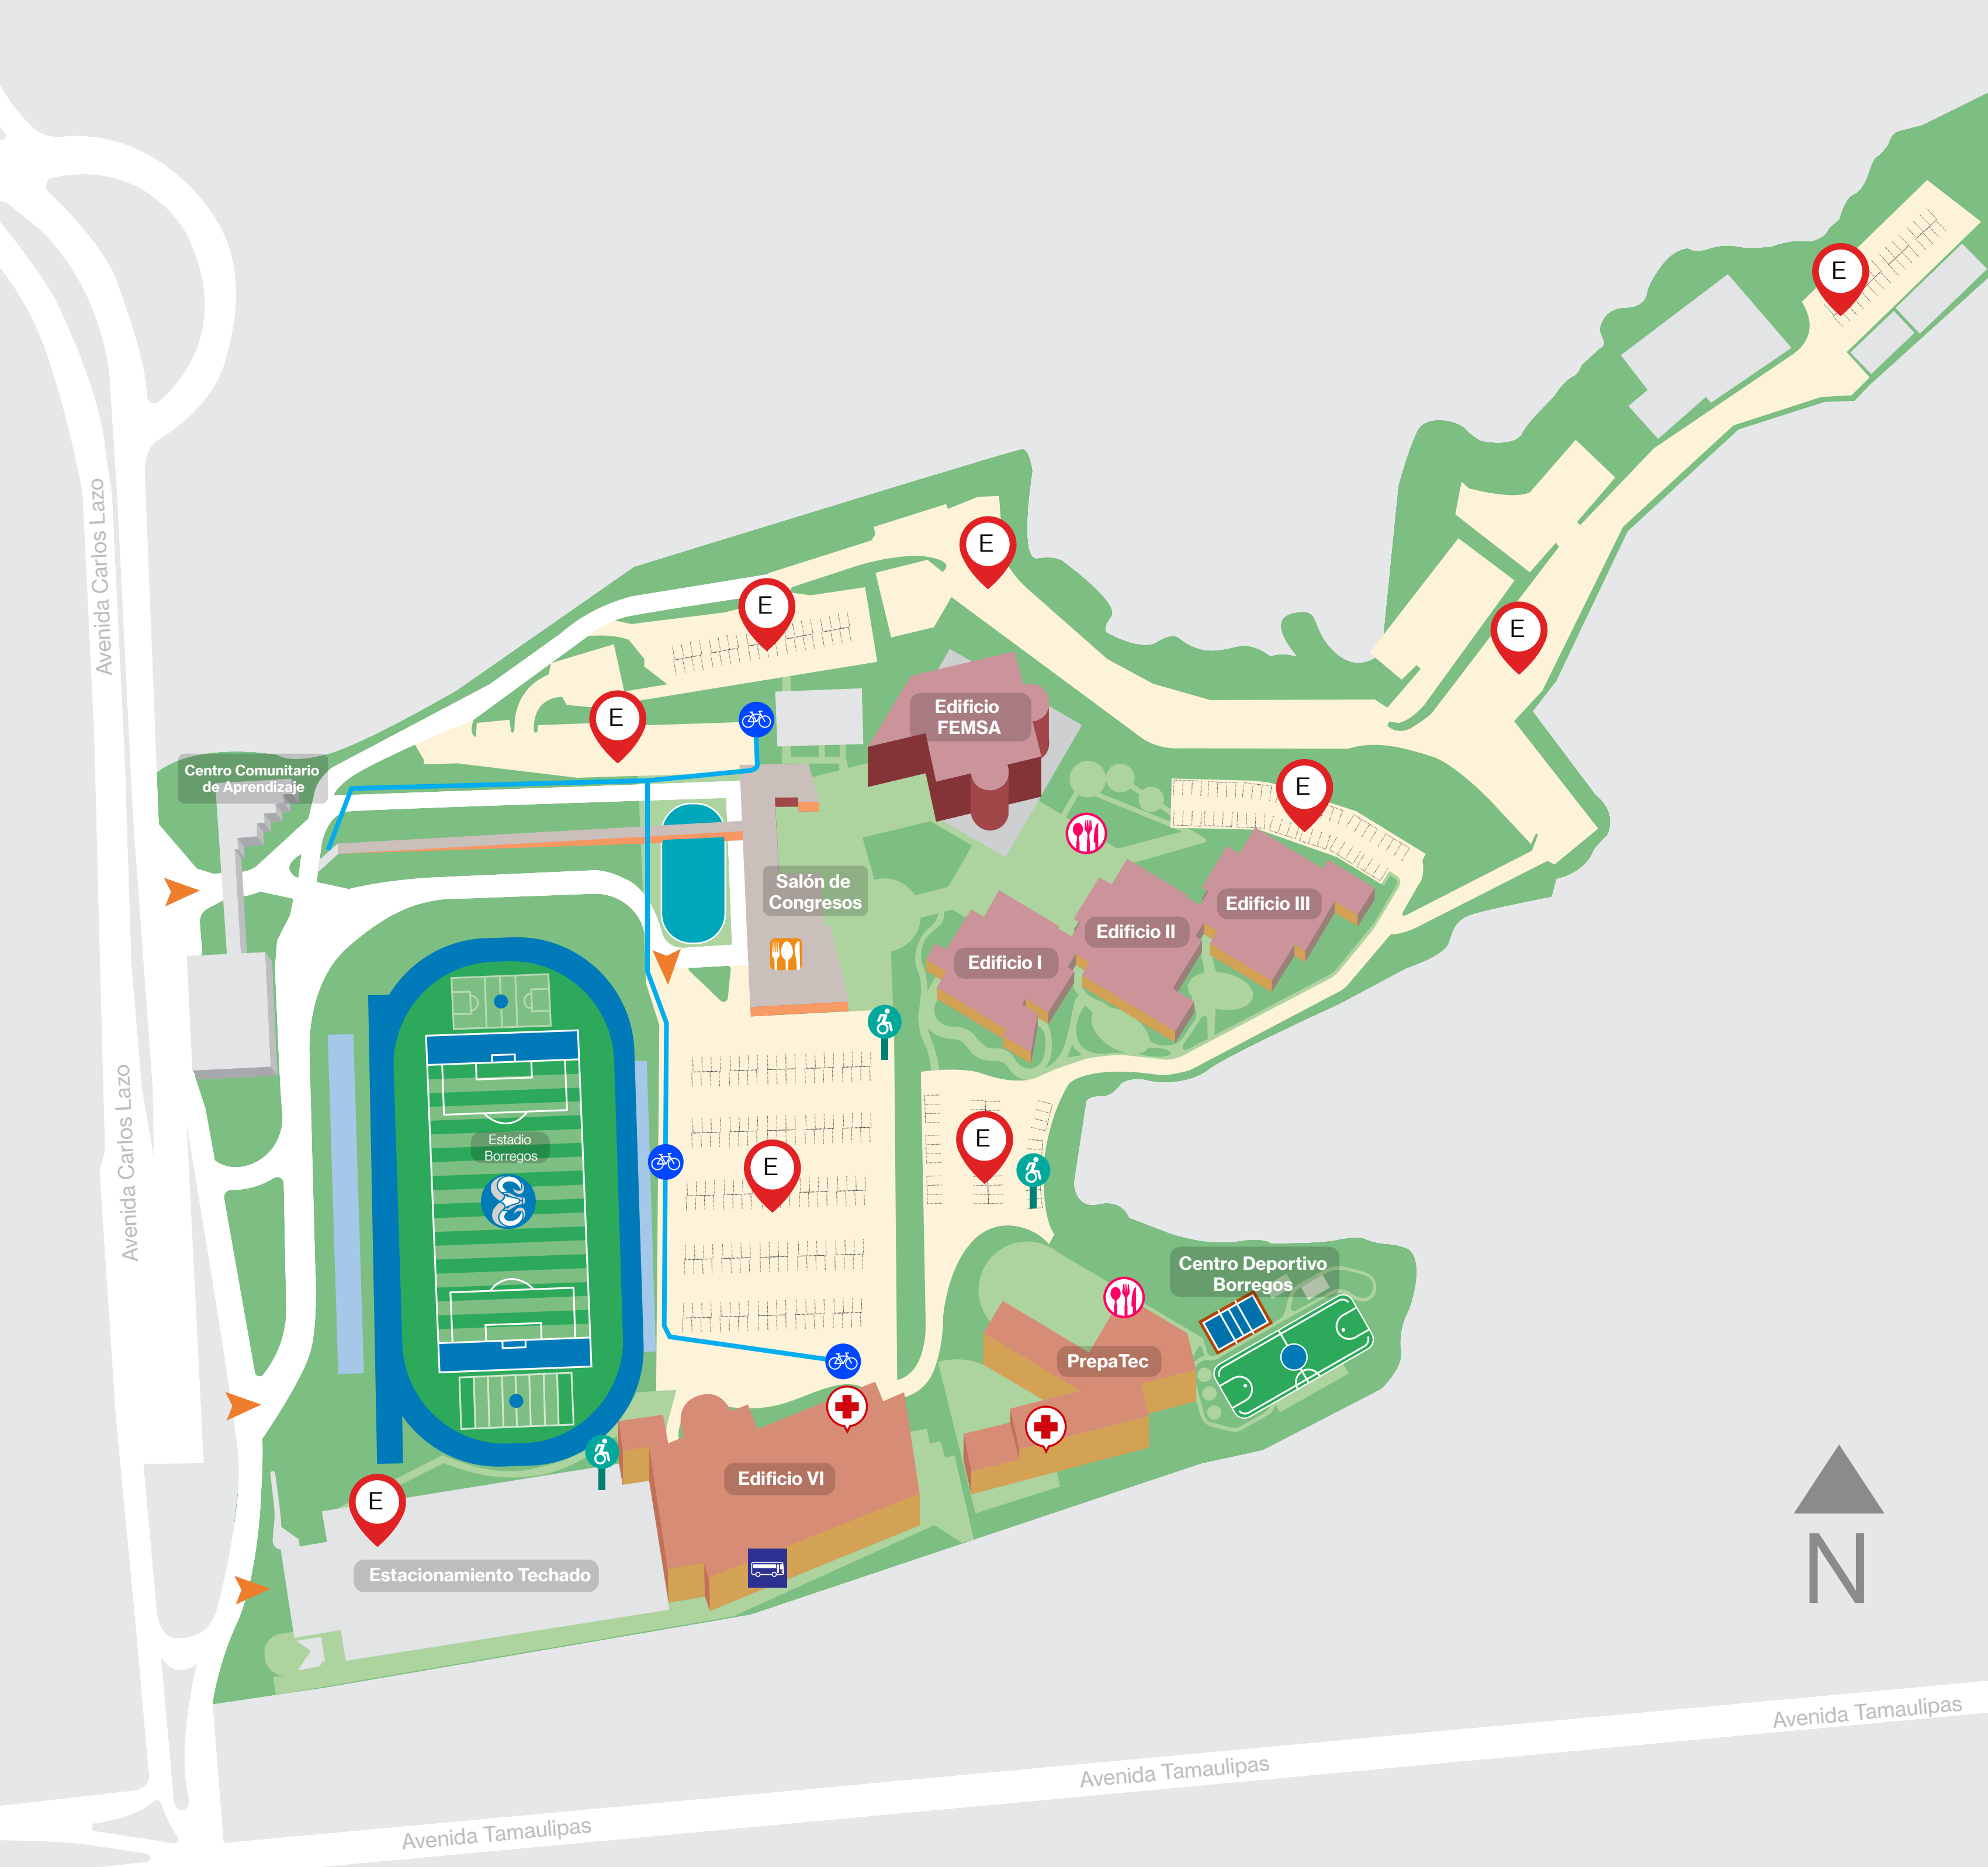 E
E
E
E
E
Edificio
FEMSA
E
Centro Comunitario
de Aprendizaje
E
Avenida Carlos Lazo
Salón de
Congresos
Edificio III
Edificio II
Edificio I
Estadio
Borregos
E
E
Avenida Carlos Lazo
Centro Deportivo
Borregos
PrepaTec
Edificio VI
E
Estacionamiento Techado
N
Avenida Tamaulipas
Avenida Tamaulipas
Avenida Tamaulipas